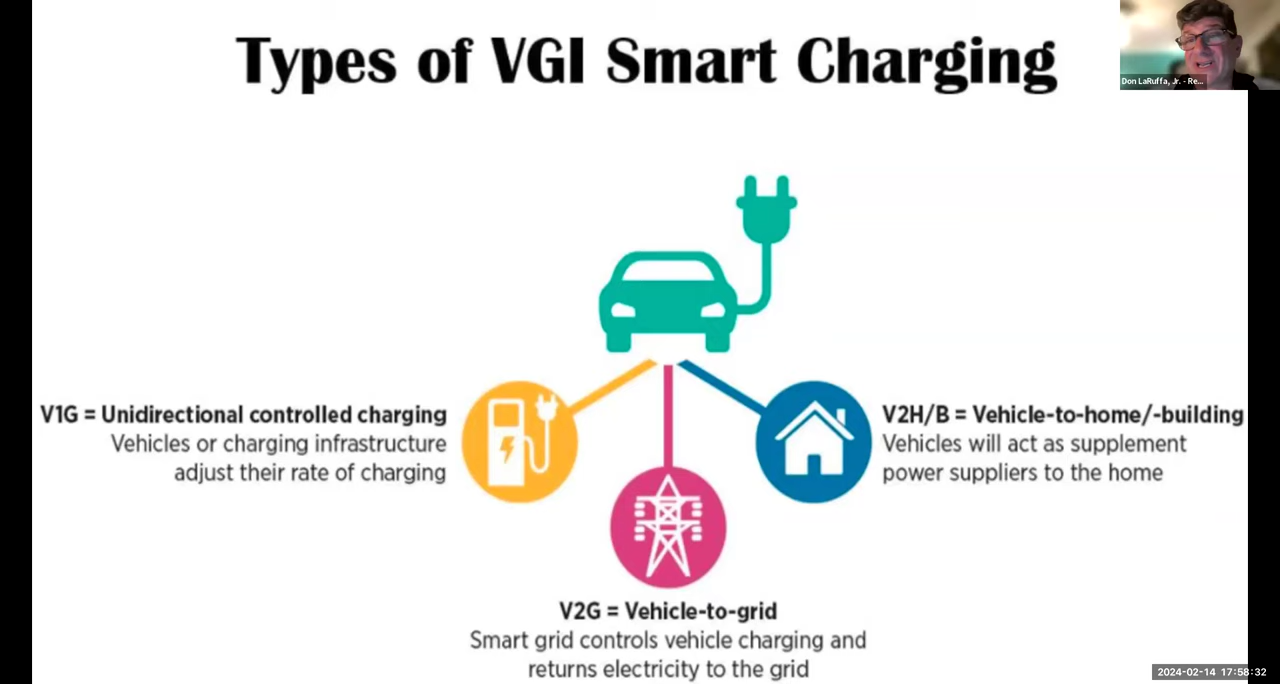 Types of VGI Smart Charging
Don LaRuffa, Jr. - Re...
V1G = Unidirectional controlled charging
Vehicles or charging infrastructure
adjust their rate of charging
V2H/B = Vehicle-to-home/-building
Vehicles will act as supplement
power suppliers to the home
V2G = Vehicle-to-grid
Smart grid controls vehicle charging and
returns electricity to the grid
2024-02-14 17:58:32